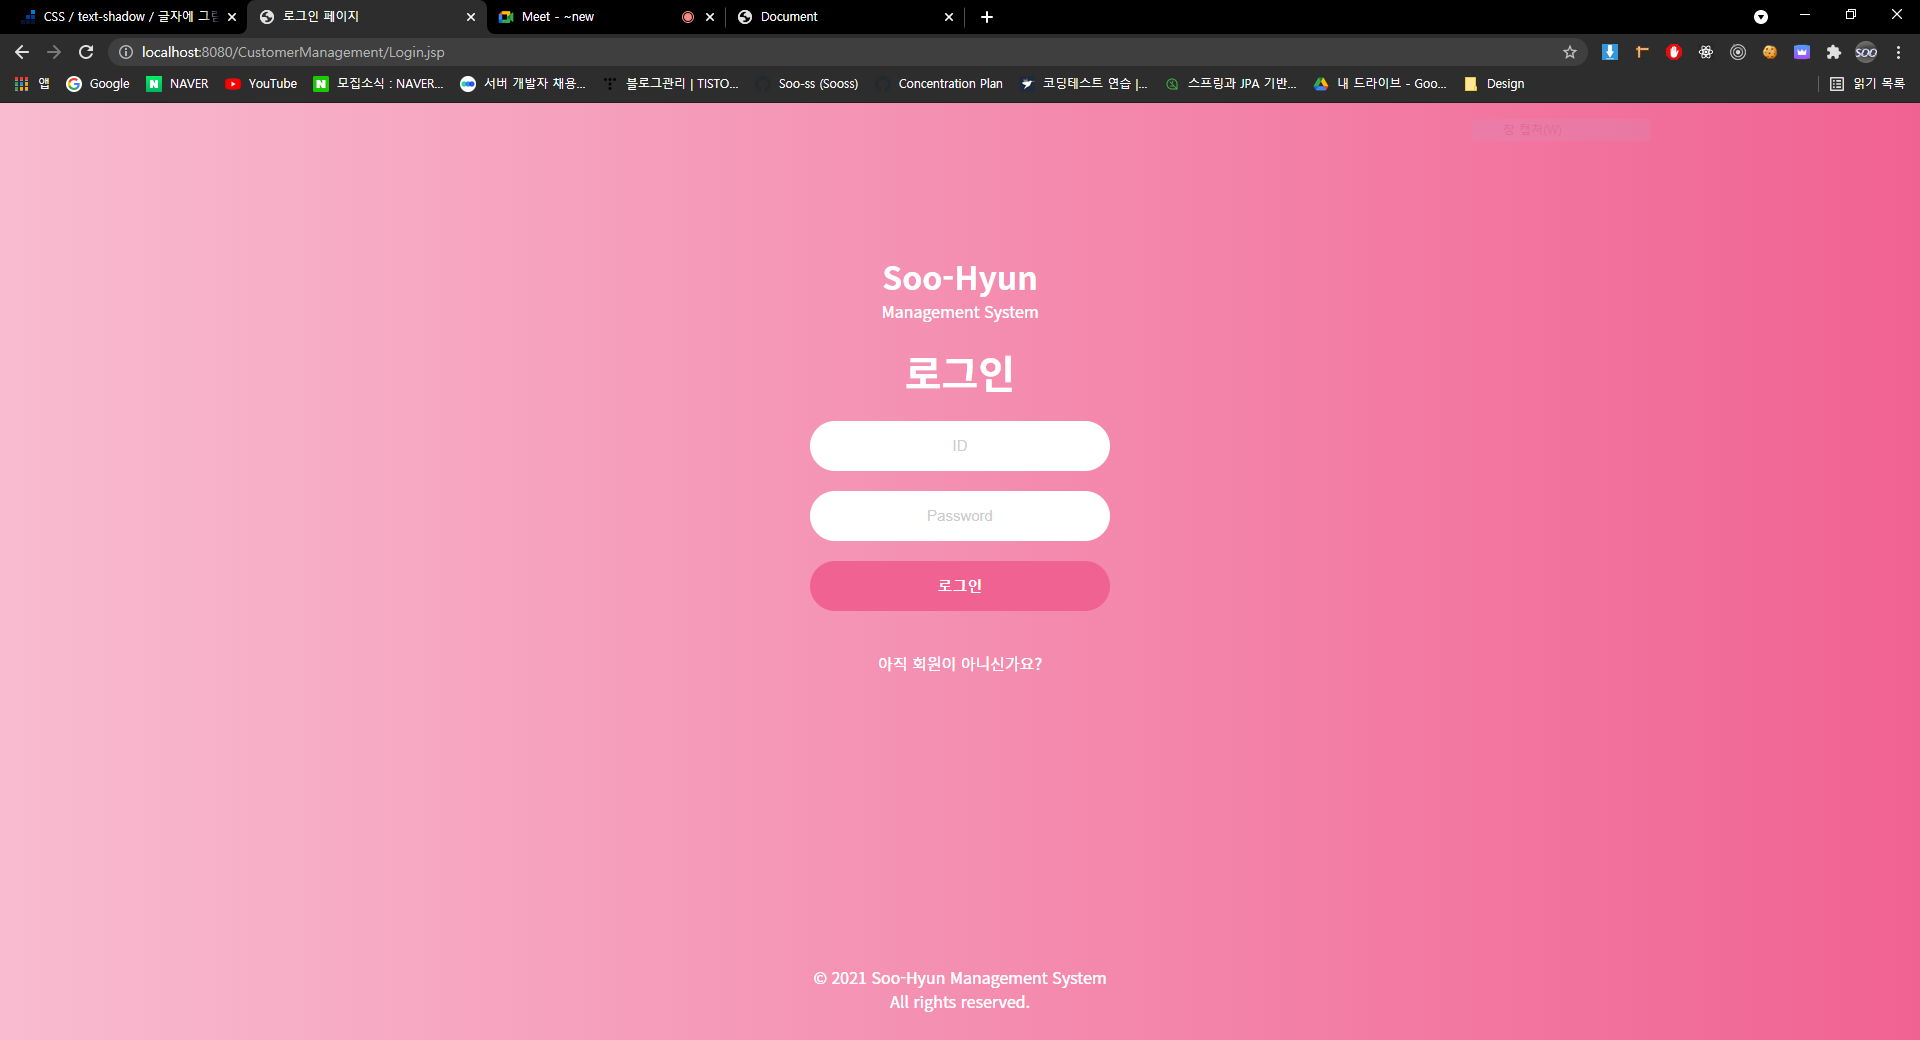 CSS / text-shadow / 글자에 그림
로그인 페이지
Meet - ~new
Document
localhost:8080/CustomerManagement/Login.jsp
SOO
앱
Google
NAVER
YouTube
모집소식 : NAVER...
서버 개발자 채용...
블로그관리 | TISTO...
Soo-ss (Sooss)
Concentration Plan
코딩테스트 연습 |...
스프링과 JPA 기반...
내 드라이브 - Goo...
Design
읽기 목록
창 캡처(W)
Soo-Hyun
Management System
로그인
ID
Password
로그인
아직 회원이 아니신가요?
© 2021 Soo-Hyun Management System
All rights reserved.